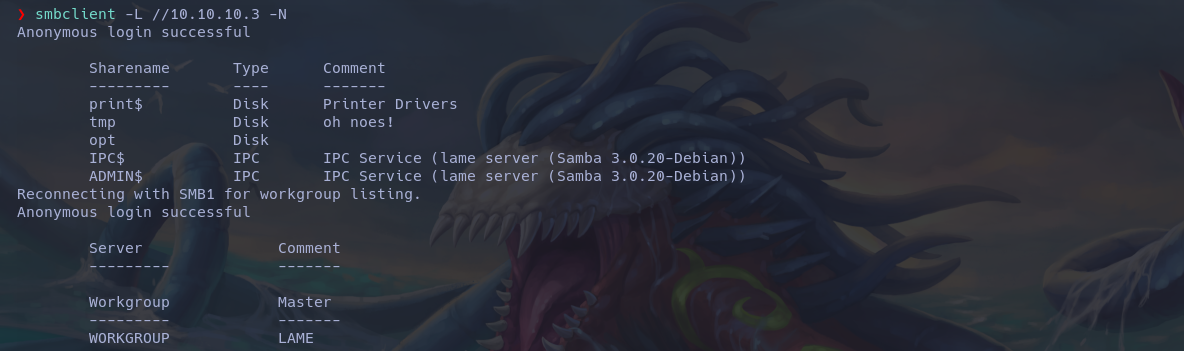 ❯ smbclient -L //10.10.10.3 -N
Anonymous login successful
Sharename Type Comment
--------- ---- -------
print$ Disk Printer Drivers
tmp Disk oh noes!
opt Disk
IPC$ IPC IPC Service (lame server (Samba 3.0.20-Debian))
ADMIN$ IPC IPC Service (lame server (Samba 3.0.20-Debian))
Reconnecting with SMB1 for workgroup listing.
Anonymous login successful
Server Comment
--------- -------
Workgroup Master
--------- -------
WORKGROUP LAME